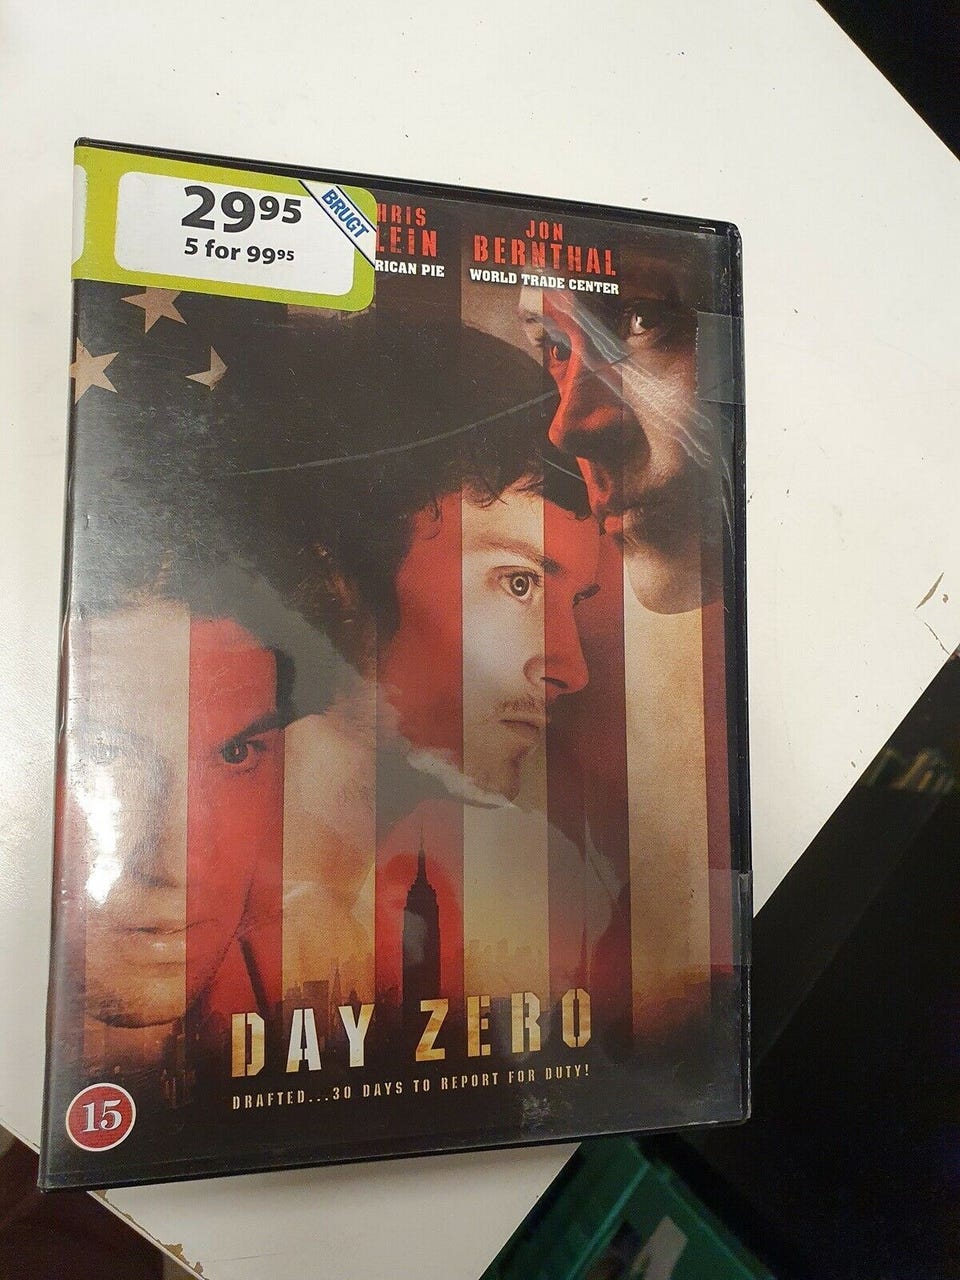 29⁹⁵
5 for 99⁹⁵
BRUGT
HRIS
LEIN
RICAN PIE
JON
BERNTHAL
WORLD TRADE CENTER
DAY ZERO
DRAFTED...30 DAYS TO REPORT FOR DUTY!
15